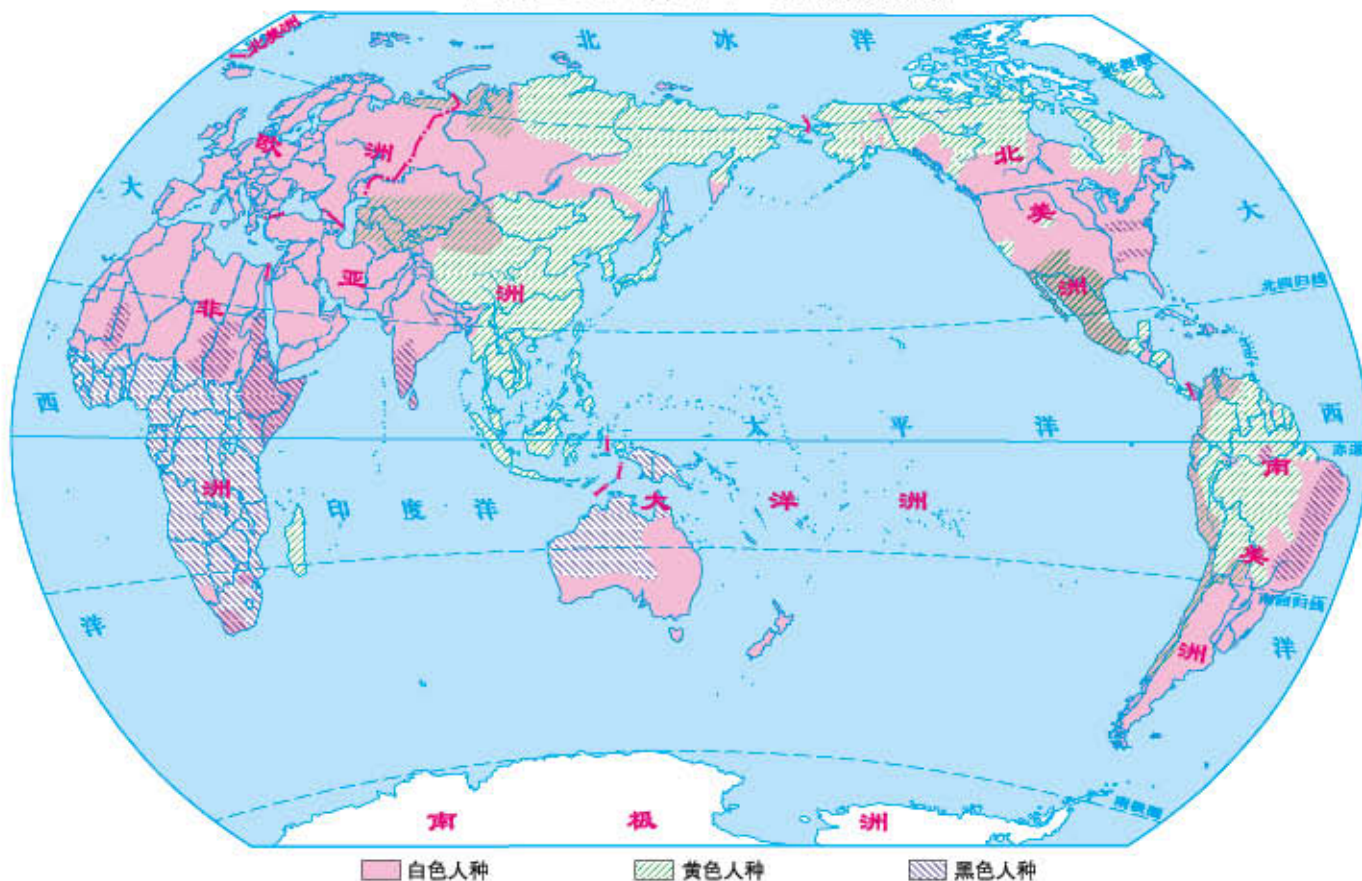 北 冰 洋
北美洲
北极圈
欧 洲
大
北
美
洲
大
亚 洲
非 洲
北回归线
西
太 平 洋
西
赤道
印 度 洋
大 洋 洲
南
美
洲
南回归线
洋
洋
南极圈
南 极 洲
白色人种
黄色人种
黑色人种